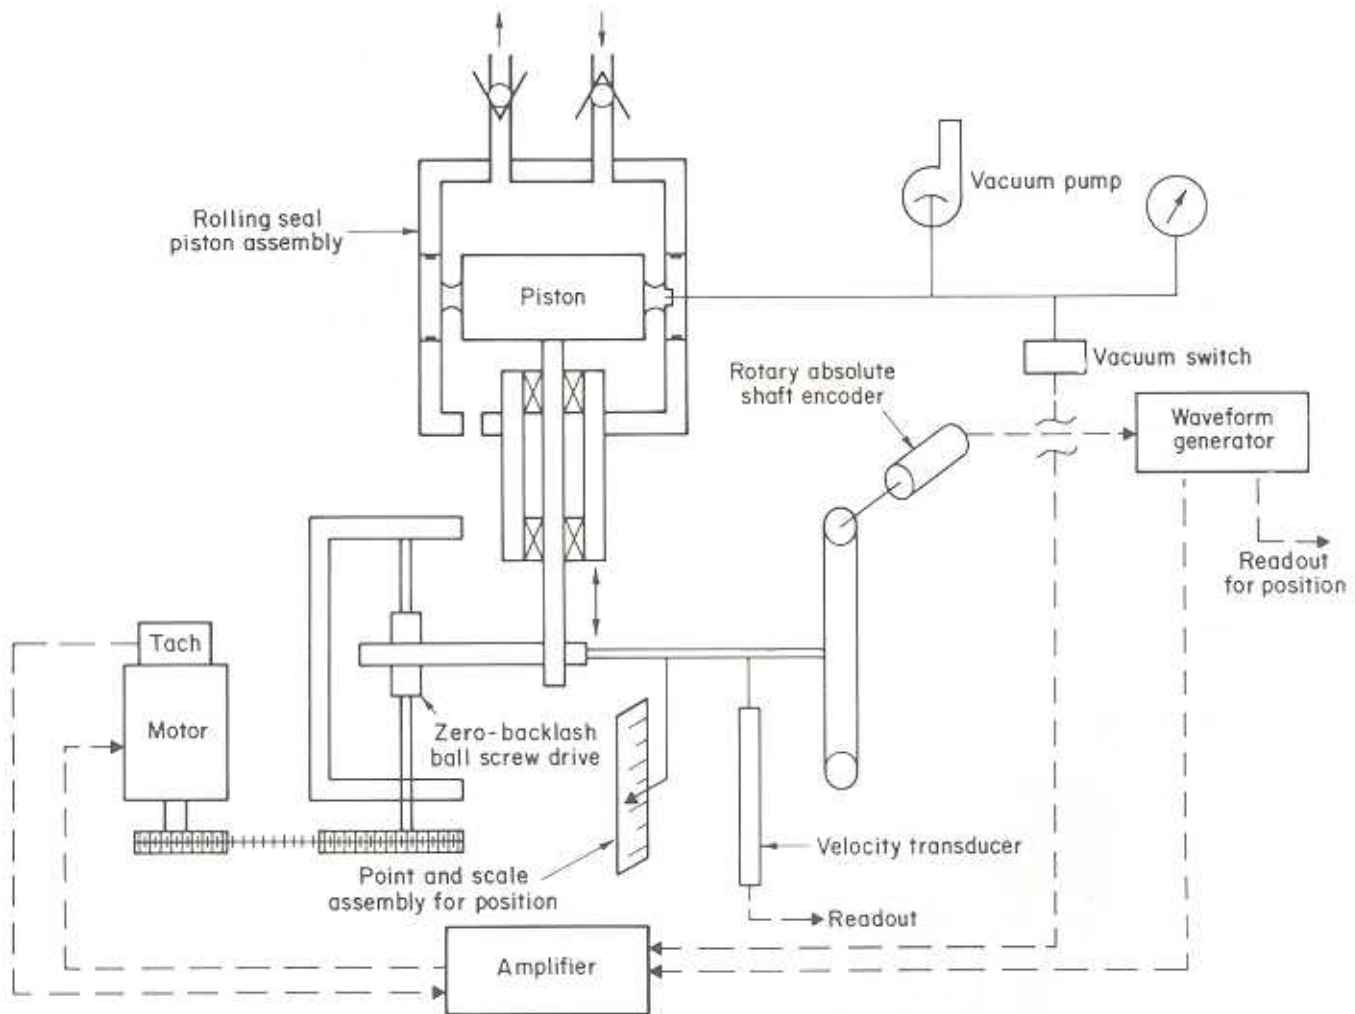 Vacuum pump
Rolling seal
piston assembly
Piston
Vacuum switch
Rotary absolute
shaft encoder
Waveform
generator
Readout
for position
Tach
Motor
Zero-backlash
ball screw drive
Velocity transducer
Point and scale
assembly for position
Readout
Amplifier